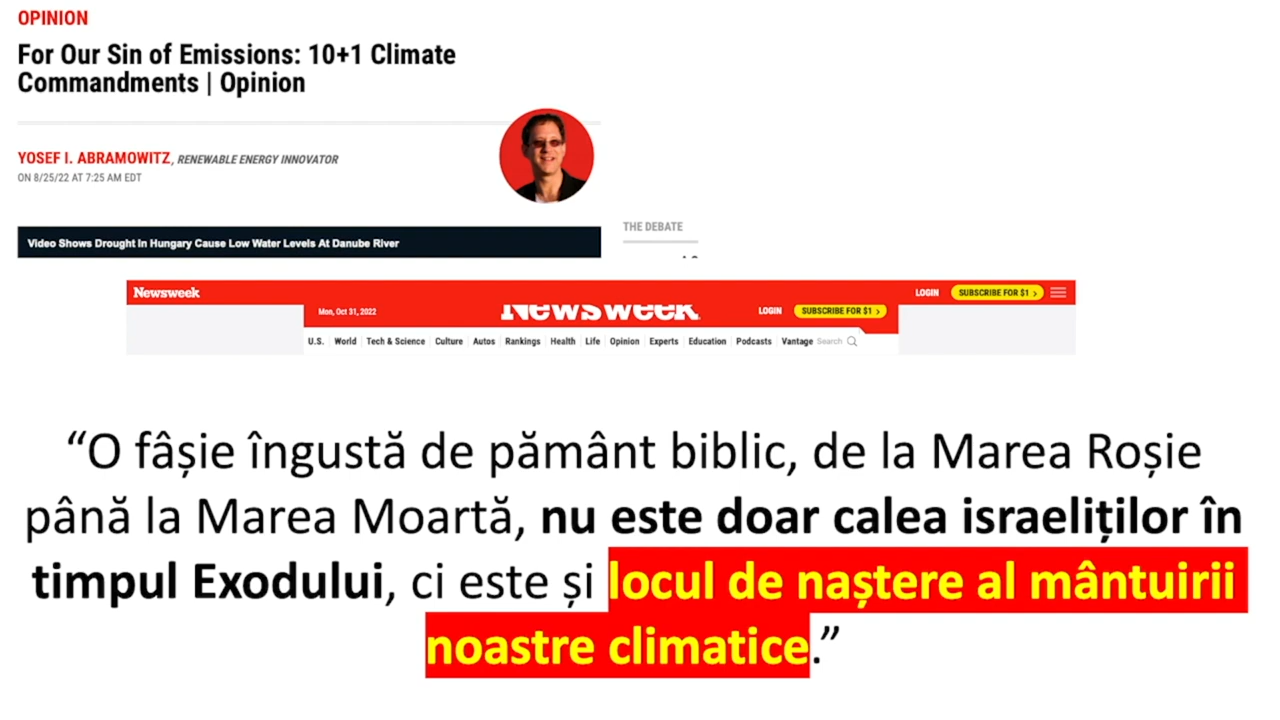 OPINION
For Our Sin of Emissions: 10+1 Climate
Commandments | Opinion
YOSEF I. ABRAMOWITZ, RENEWABLE ENERGY INNOVATOR
ON 8/25/22 AT 7:25 AM EDT
Video Shows Drought In Hungary Cause Low Water Levels At Danube River
THE DEBATE
Newsweek
LOGIN
SUBSCRIBE FOR $1 >
Mon, Oct 31, 2022
Newsweek
LOGIN
SUBSCRIBE FOR $1 >
U.S. World Tech & Science Culture Autos Rankings Health Life Opinion Experts Education Podcasts Vantage Search
“O fâșie îngustă de pământ biblic, de la Marea Roșie
până la Marea Moartă, nu este doar calea israeliților în
timpul Exodului, ci este și locul de naștere al mântuirii
noastre climatice.”